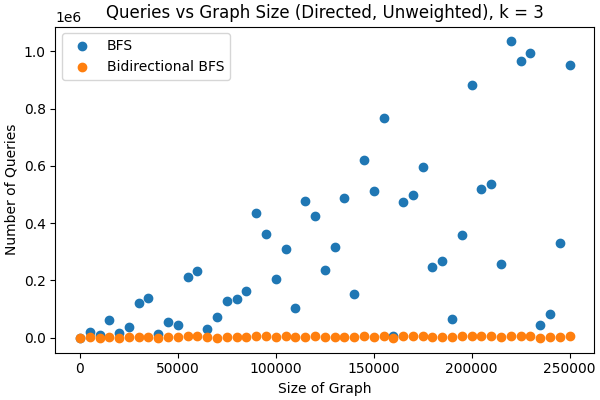 Queries vs Graph Size (Directed, Unweighted), k = 3
1e6
BFS
Bidirectional BFS
1.0
0.8
0.6
0.4
0.2
0.0
Number of Queries
0 50000 100000 150000 200000 250000
Size of Graph